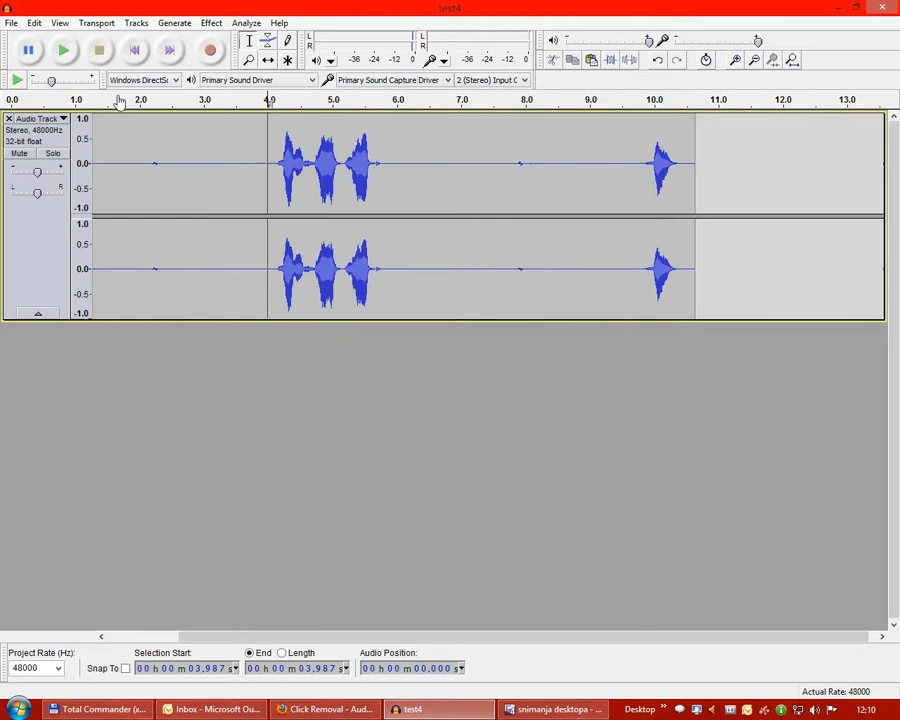 test4
File Edit View Transport Tracks Generate Effect Analyze Help
L
R
-36 -24 -12 0
L
R
-36 -24 -12 0
Windows DirectSo
Primary Sound Driver
Primary Sound Capture Driver
2 (Stereo) Input C
0.0 1.0 2.0 3.0 4.0 5.0 6.0 7.0 8.0 9.0 10.0 11.0 12.0 13.0
Audio Track
Stereo, 48000Hz
32-bit float
Mute Solo
- +
L R
1.0
0.5
0.0
-0.5
-1.0
1.0
0.5
0.0
-0.5
-1.0
Project Rate (Hz):
48000
Snap To
Selection Start:
00 h 00 m 03.987 s
End Length
00 h 00 m 03.987 s
Audio Position:
00 h 00 m 00.000 s
Actual Rate: 48000
Total Commander (x...
Inbox - Microsoft Ou...
Click Removal - Aud...
test4
snimanja desktopa - ...
Desktop
12:10